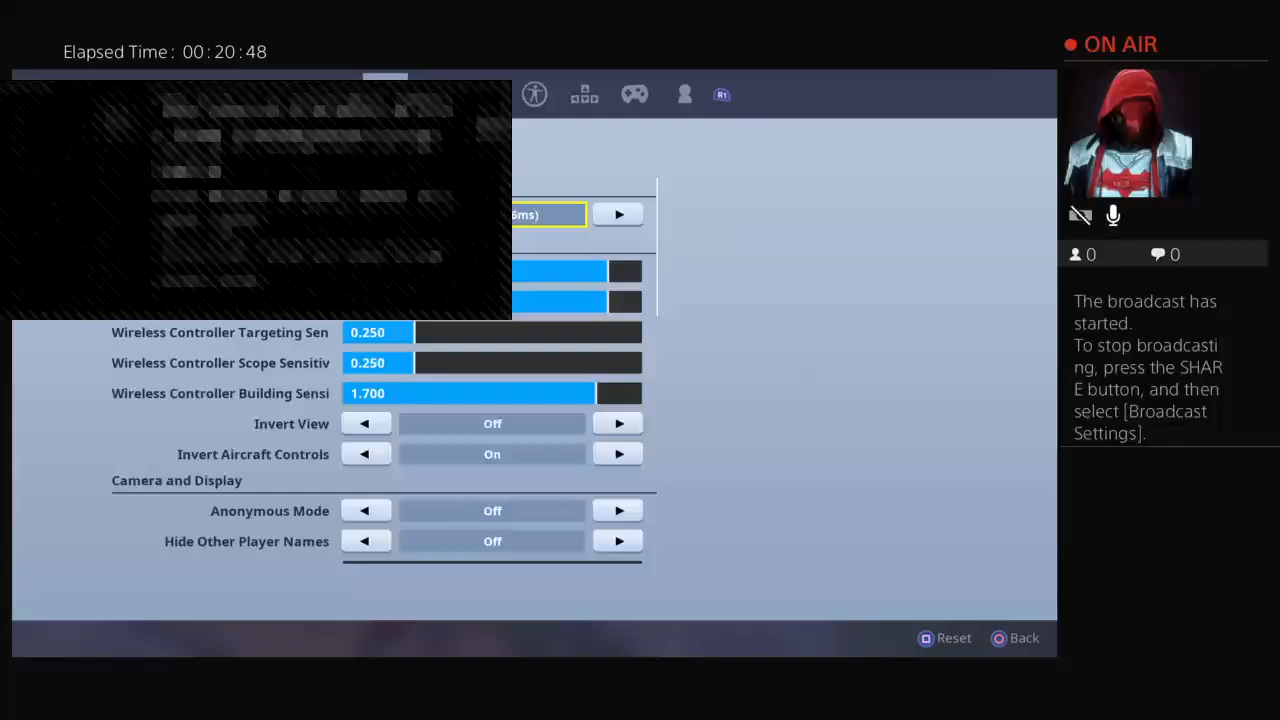 Elapsed Time: 00:20:48
ON AIR
R1
6ms)
0 0
Wireless Controller Targeting Sen 0.250
Wireless Controller Scope Sensitiv 0.250
Wireless Controller Building Sensi 1.700
Invert View Off
Invert Aircraft Controls On
Camera and Display
Anonymous Mode Off
Hide Other Player Names Off
The broadcast has
started.
To stop broadcasti
ng, press the SHAR
E button, and then
select [Broadcast
Settings].
Reset Back